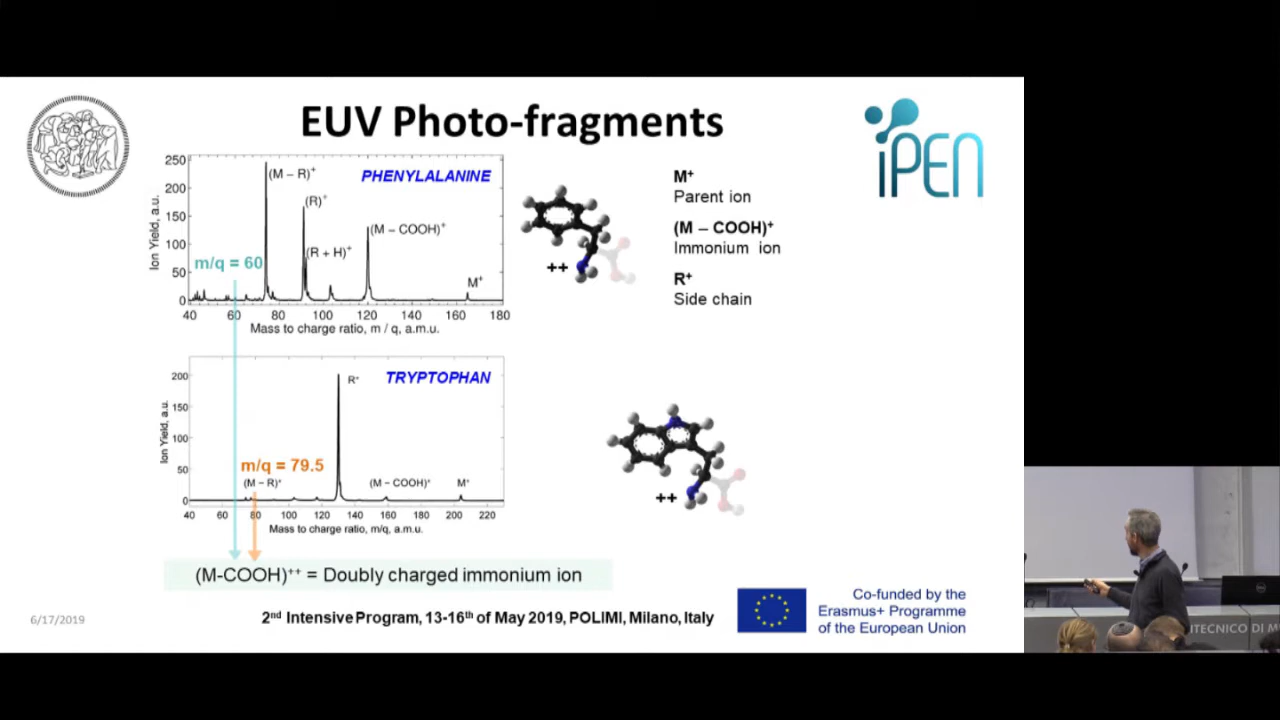 EUV Photo-fragments
iPEN
250
200
150
100
50
0
Ion Yield, a.u.
PHENYLALANINE
(M – R)⁺
(R)⁺
(R + H)⁺
(M – COOH)⁺
M⁺
m/q = 60
40 60 80 100 120 140 160 180
Mass to charge ratio, m / q, a.m.u.
++
M⁺
Parent ion
(M – COOH)⁺
Immonium ion
R⁺
Side chain
200
150
100
50
0
Ion Yield, a.u.
TRYPTOPHAN
R⁺
m/q = 79.5
(M – R)⁺
(M – COOH)⁺
M⁺
40 60 80 100 120 140 160 180 200 220
Mass to charge ratio, m/q, a.m.u.
++
(M-COOH)⁺⁺ = Doubly charged immonium ion
6/17/2019
2nd Intensive Program, 13-16th of May 2019, POLIMI, Milano, Italy
Co-funded by the
Erasmus+ Programme
of the European Union
ITECNICO DI M